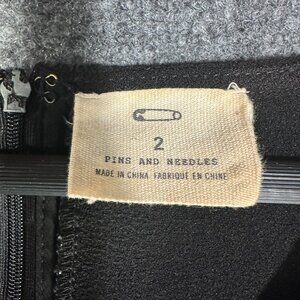 2
PINS AND NEEDLES
MADE IN CHINA FABRIQUÉ EN CHINE